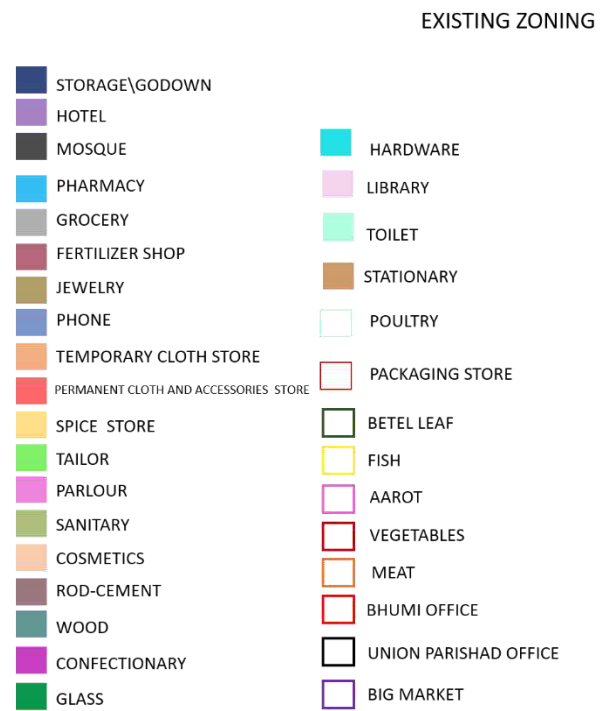 EXISTING ZONING
STORAGE\GODOWN
HOTEL
MOSQUE
PHARMACY
GROCERY
FERTILIZER SHOP
JEWELRY
PHONE
TEMPORARY CLOTH STORE
PERMANENT CLOTH AND ACCESSORIES STORE
SPICE STORE
TAILOR
PARLOUR
SANITARY
COSMETICS
ROD-CEMENT
WOOD
CONFECTIONARY
GLASS
HARDWARE
LIBRARY
TOILET
STATIONARY
POULTRY
PACKAGING STORE
BETEL LEAF
FISH
AAROT
VEGETABLES
MEAT
BHUMI OFFICE
UNION PARISHAD OFFICE
BIG MARKET